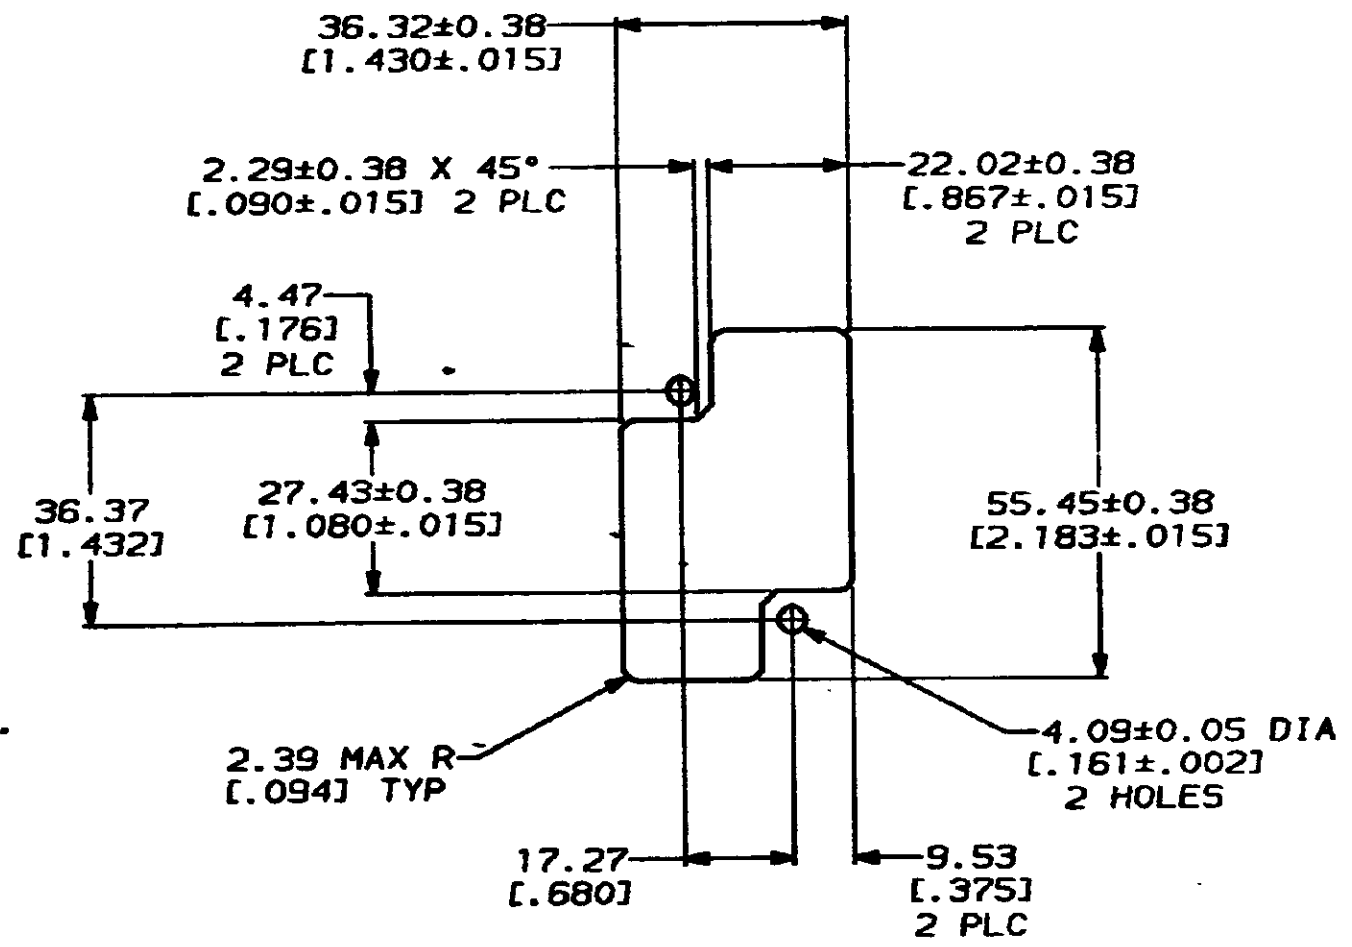 36.32±0.38
[1.430±.015]
2.29±0.38 X 45°
[.090±.015] 2 PLC
22.02±0.38
[.867±.015]
2 PLC
4.47
[.176]
2 PLC
36.37
[1.432]
27.43±0.38
[1.080±.015]
55.45±0.38
[2.183±.015]
2.39 MAX R
[.094] TYP
4.09±0.05 DIA
[.161±.002]
2 HOLES
17.27
[.680]
9.53
[.375]
2 PLC